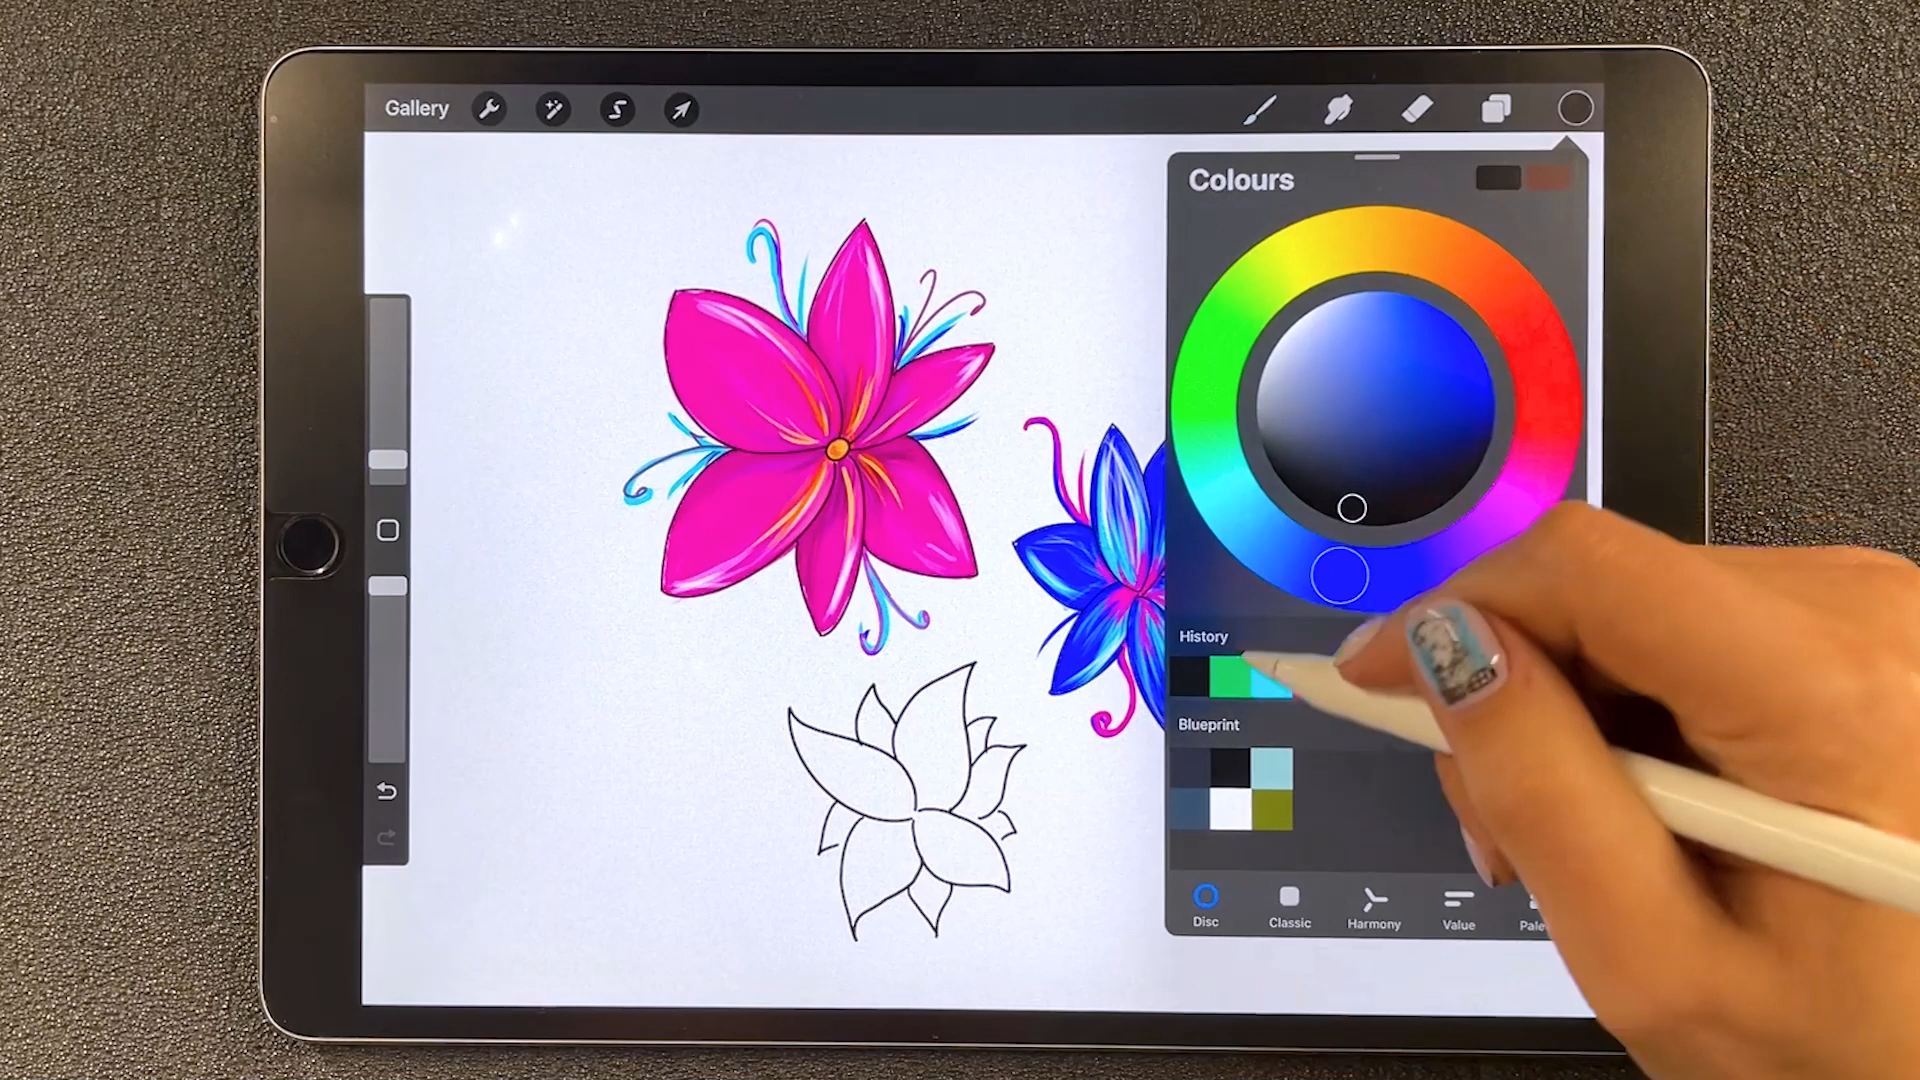 Gallery
Colours
History
Blueprint
Disc
Classic
Harmony
Value